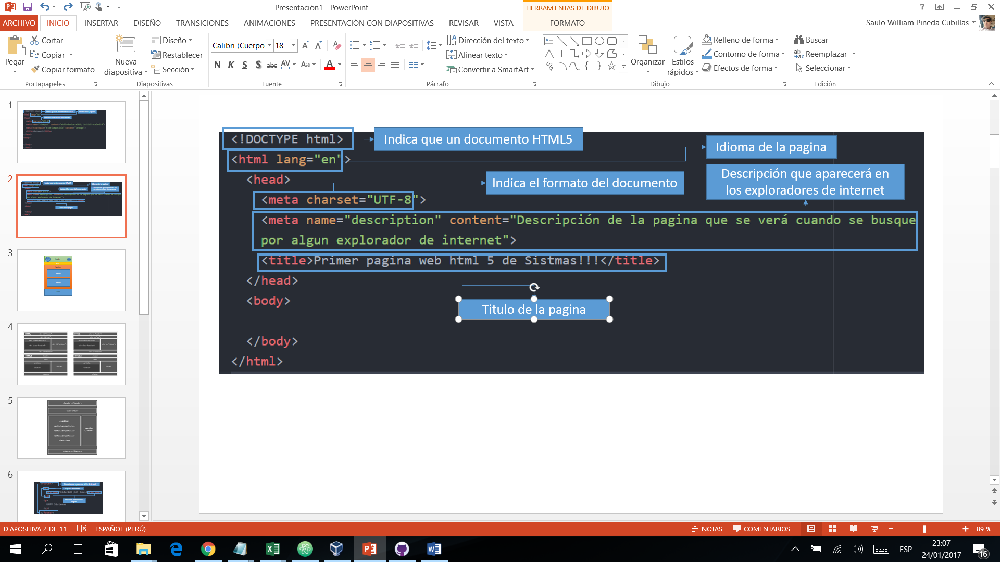 Presentación1 - PowerPoint
HERRAMIENTAS DE DIBUJO
ARCHIVO INICIO INSERTAR DISEÑO TRANSICIONES ANIMACIONES PRESENTACIÓN CON DIAPOSITIVAS REVISAR VISTA FORMATO
Saulo William Pineda Cubillas
Pegar
Cortar
Copiar
Copiar formato
Portapapeles
Nueva diapositiva
Diseño
Restablecer
Sección
Diapositivas
Calibri (Cuerpo) 18
N K S S abc AV Aa A
Fuente
Dirección del texto
Alinear texto
Convertir a SmartArt
Párrafo
Organizar
Estilos rápidos
Relleno de forma
Contorno de forma
Efectos de forma
Dibujo
Buscar
Reemplazar
Seleccionar
Edición
1
2
3
4
5
6
<!DOCTYPE html>
Indica que un documento HTML5
<html lang="en">
Idioma de la pagina
<head>
Indica el formato del documento
Descripción que aparecerá en
los exploradores de internet
<meta charset="UTF-8">
<meta name="description" content="Descripción de la pagina que se verá cuando se busque
por algun explorador de internet">
<title>Primer pagina web html 5 de Sistmas!!!</title>
</head>
<body>
Titulo de la pagina
</body>
</html>
DIAPOSITIVA 2 DE 11 ESPAÑOL (PERÚ)
NOTAS COMENTARIOS 89 %
ESP
23:07
24/01/2017
16